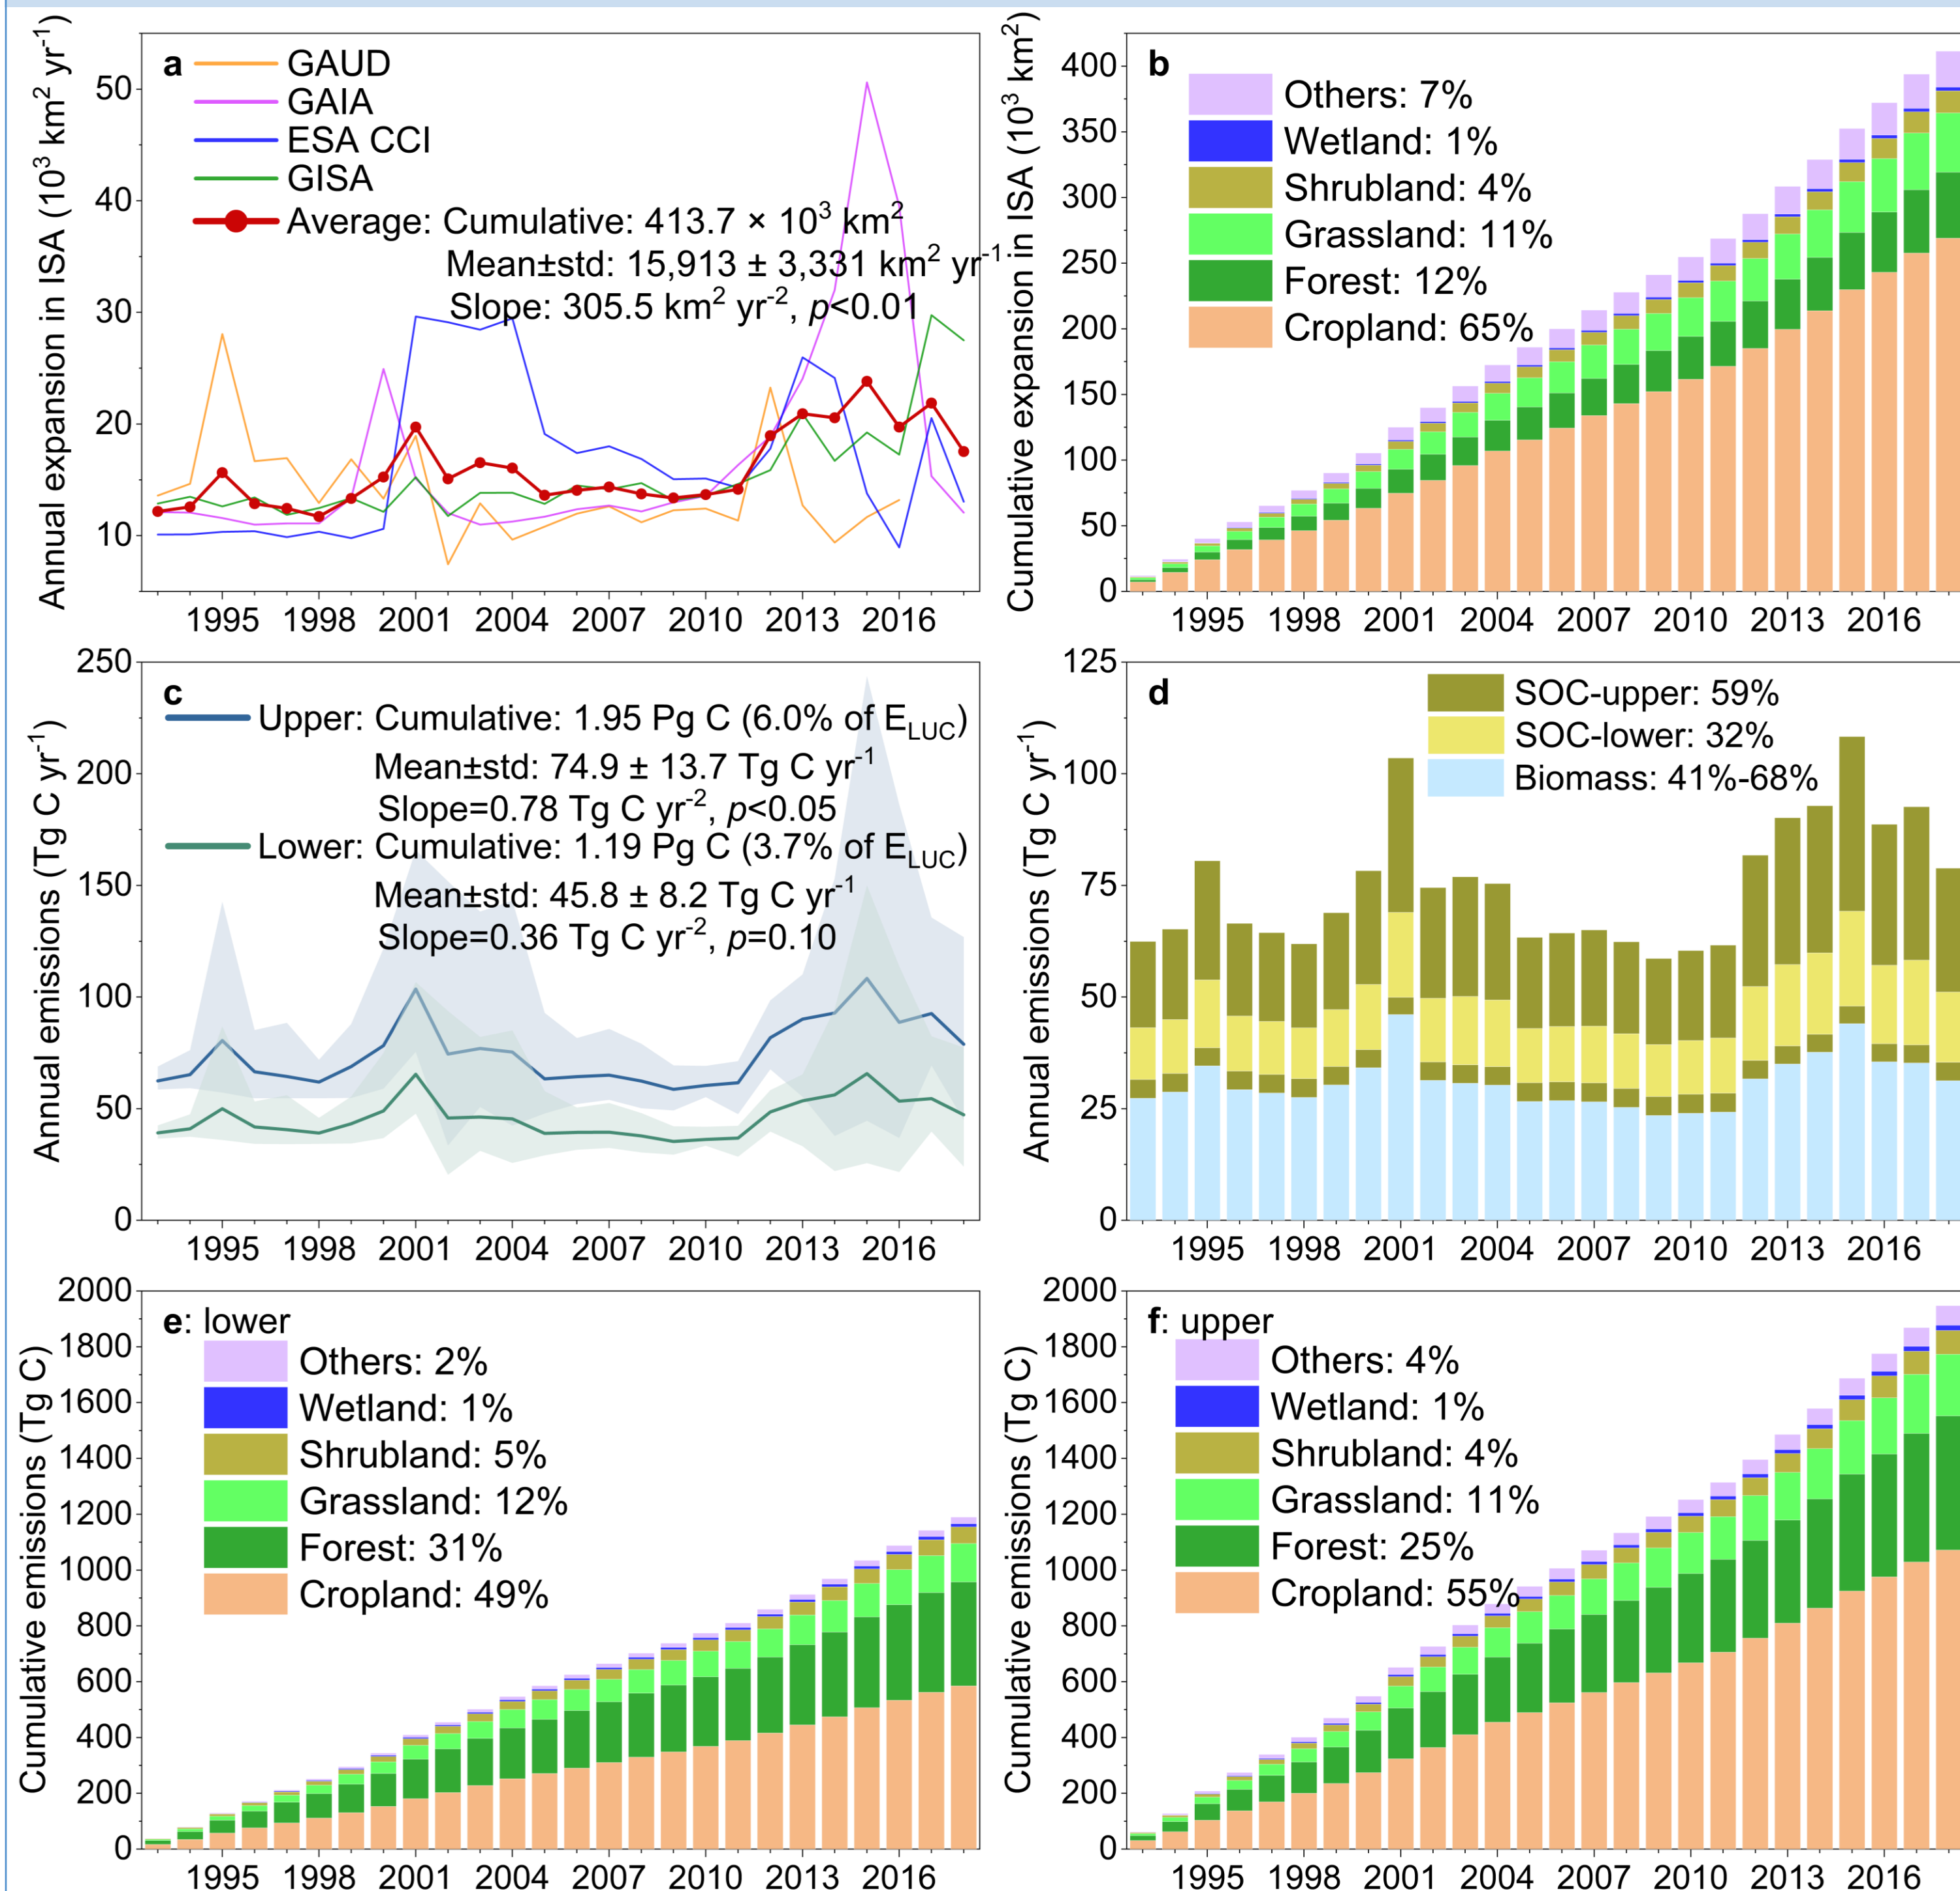 a
GAUD
GAIA
ESA CCI
GISA
Average: Cumulative: 413.7 × 10³ km²
Mean±std: 15,913 ± 3,331 km² yr⁻¹
Slope: 305.5 km² yr⁻², p<0.01
Annual expansion in ISA (10³ km² yr⁻¹)
50
40
30
20
10
1995 1998 2001 2004 2007 2010 2013 2016
b
Others: 7%
Wetland: 1%
Shrubland: 4%
Grassland: 11%
Forest: 12%
Cropland: 65%
Cumulative expansion in ISA (10³ km²)
400
350
300
250
200
150
100
50
0
1995 1998 2001 2004 2007 2010 2013 2016
c
Upper: Cumulative: 1.95 Pg C (6.0% of E_LUC)
Mean±std: 74.9 ± 13.7 Tg C yr⁻¹
Slope=0.78 Tg C yr⁻², p<0.05
Lower: Cumulative: 1.19 Pg C (3.7% of E_LUC)
Mean±std: 45.8 ± 8.2 Tg C yr⁻¹
Slope=0.36 Tg C yr⁻², p=0.10
Annual emissions (Tg C yr⁻¹)
250
200
150
100
50
0
1995 1998 2001 2004 2007 2010 2013 2016
d
SOC-upper: 59%
SOC-lower: 32%
Biomass: 41%-68%
Annual emissions (Tg C yr⁻¹)
125
100
75
50
25
0
1995 1998 2001 2004 2007 2010 2013 2016
e: lower
Others: 2%
Wetland: 1%
Shrubland: 5%
Grassland: 12%
Forest: 31%
Cropland: 49%
Cumulative emissions (Tg C)
2000
1800
1600
1400
1200
1000
800
600
400
200
0
1995 1998 2001 2004 2007 2010 2013 2016
f: upper
Others: 4%
Wetland: 1%
Shrubland: 4%
Grassland: 11%
Forest: 25%
Cropland: 55%
Cumulative emissions (Tg C)
2000
1800
1600
1400
1200
1000
800
600
400
200
0
1995 1998 2001 2004 2007 2010 2013 2016